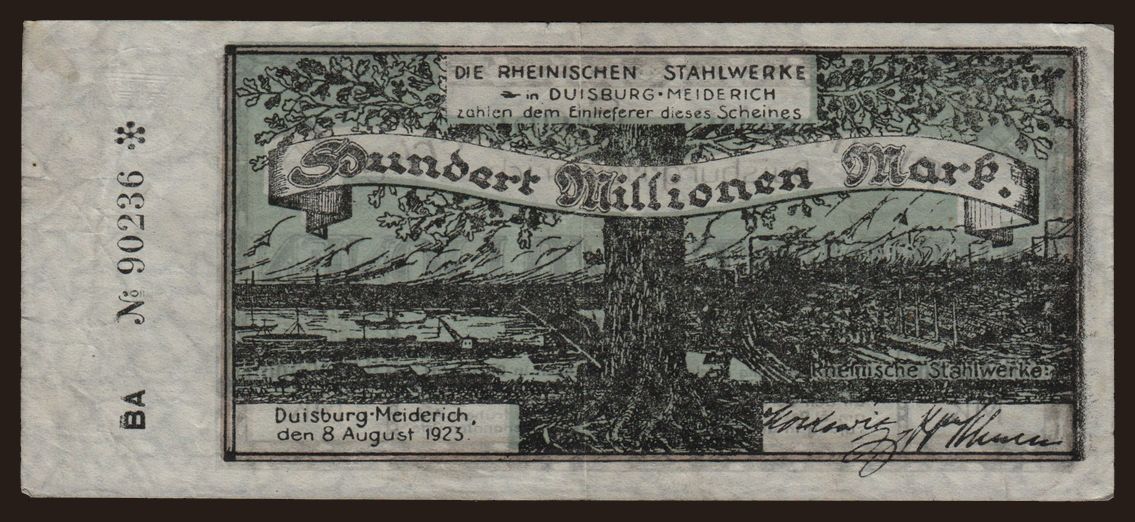 DIE RHEINISCHEN STAHLWERKE
in DUISBURG-MEIDERICH
zahlen dem Einlieferer dieses Scheines
Hundert Millionen Mark.
Rheinische Stahlwerke:
Duisburg-Meiderich,
den 8 August 1923.
№ 90236 *
BA